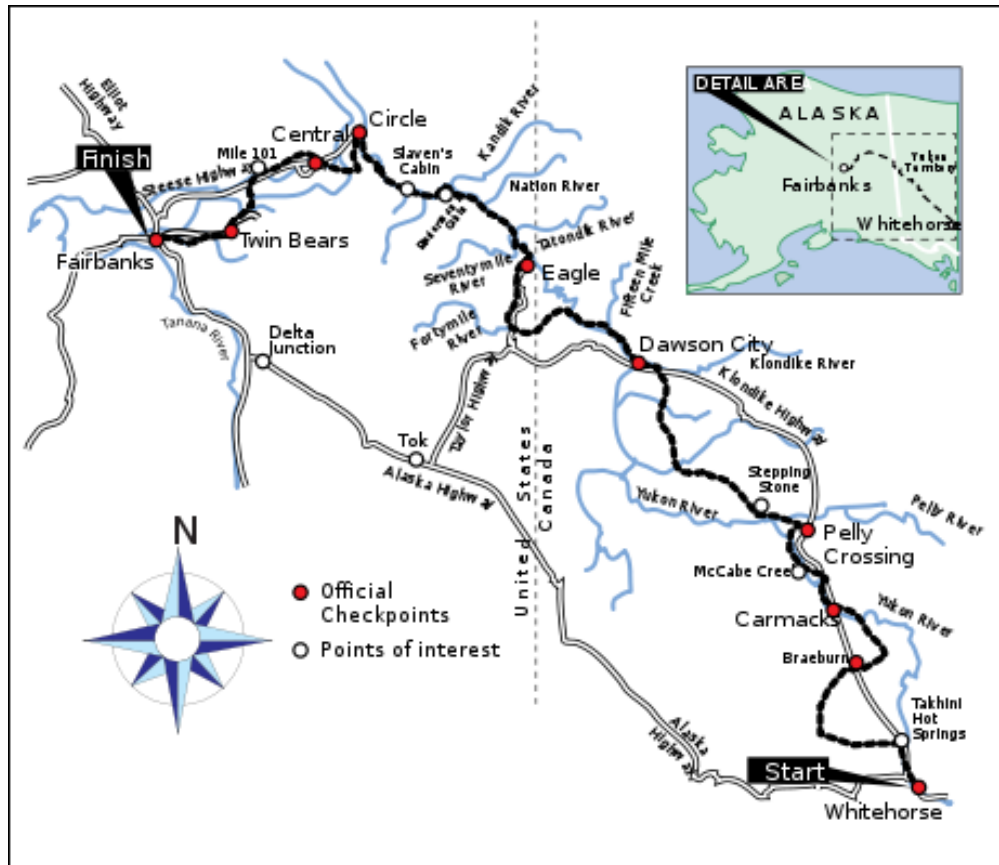 Elliot
Highway
Finish
Steese Highway
Mile 101
Central
Circle
Slaven's
Cabin
Kandik River
Nation River
Tatondik River
Twin Bears
Fairbanks
Seventymile
River
Eagle
Fifteen Mile
Creek
Fortymile
River
Tanana River
Delta
Junction
Dawson City
Klondike River
Klondike Highway
Taylor Highway
Tok
Alaska Highway
United States
Canada
Stepping
Stone
Yukon River
Pelly River
Pelly
Crossing
McCabe Cree
Carmacks
Yukon River
Braeburn
Takhini
Hot
Springs
Alaska
Highway
Start
Whitehorse
N
Official
Checkpoints
Points of interest
DETAIL AREA
ALASKA
Fairbanks
Whitehorse